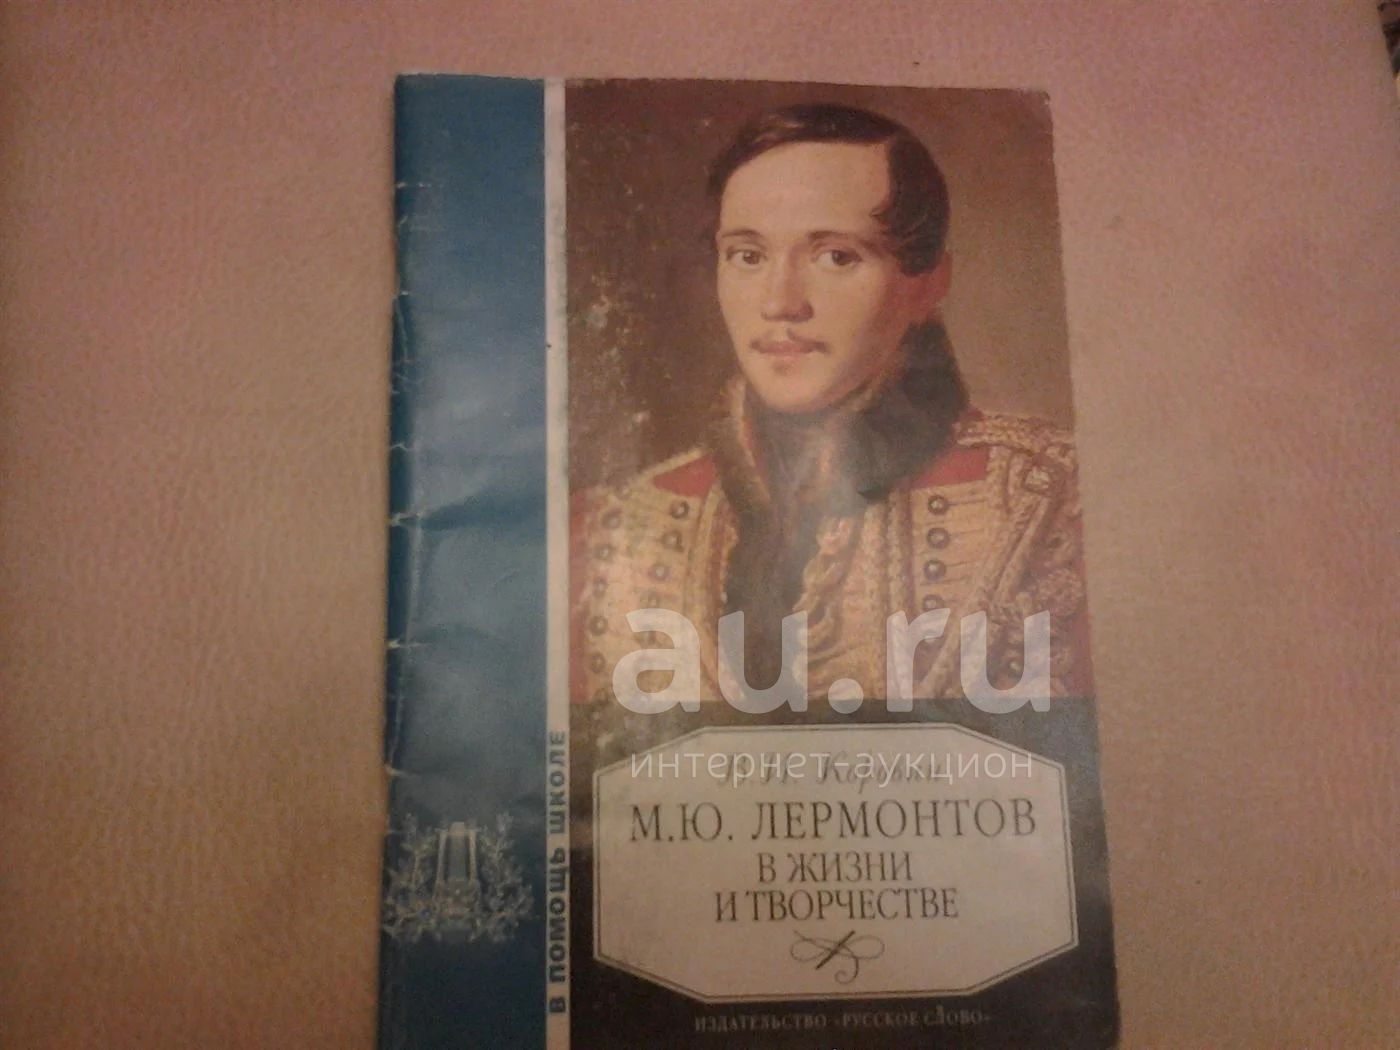 В ПОМОЩЬ ШКОЛЕ
au.ru
интернет-аукцион
М.Ю. ЛЕРМОНТОВ
В ЖИЗНИ
И ТВОРЧЕСТВЕ
ИЗДАТЕЛЬСТВО «РУССКОЕ СЛОВО»